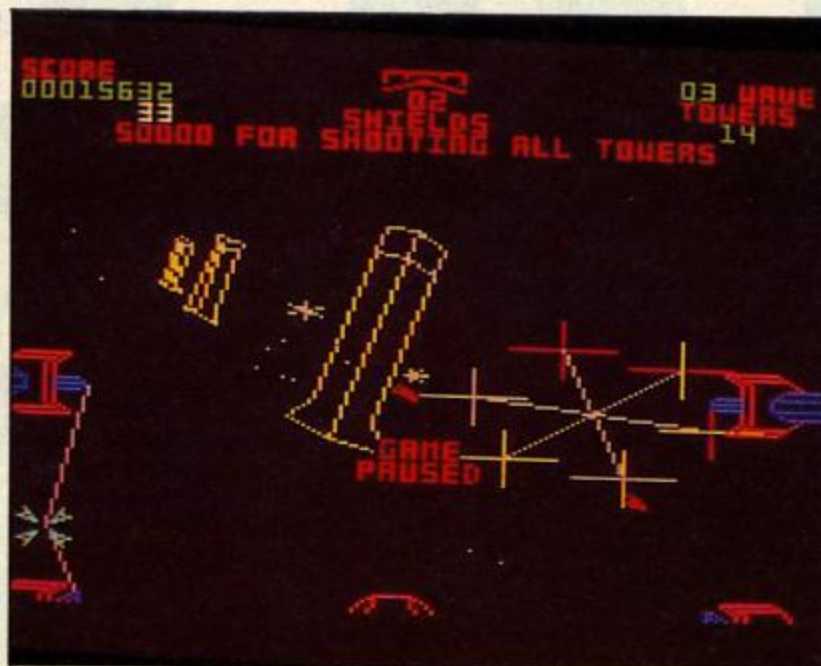 SCORE
00015632
33
02
SHIELDS
03 WAVE
TOWERS
14
50000 FOR SHOOTING ALL TOWERS
GAME
PAUSED